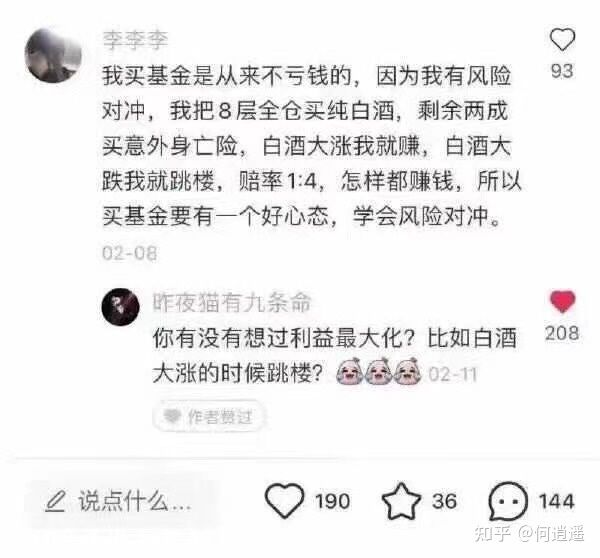 李李李
我买基金是从来不亏钱的，因为我有风险
93
对冲，我把8层全仓买纯白酒，剩余两成
买意外身亡险，白酒大涨我就赚，白酒大
跌我就跳楼，赔率1:4，怎样都赚钱，所以
买基金要有一个好心态，学会风险对冲。
02-08
昨夜猫有九条命
你有没有想过利益最大化？比如白酒
208
大涨的时候跳楼？ 02-11
作者赞过
说点什么...
190
36
144
知乎 @何逍遥